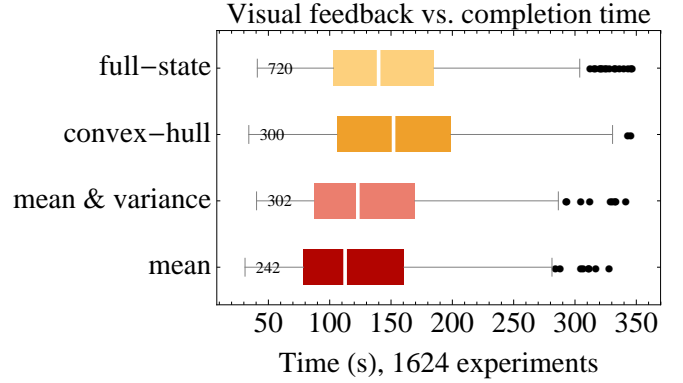 Visual feedback vs. completion time
full−state
720
convex−hull
300
mean & variance
302
mean
242
50 100 150 200 250 300 350
Time (s), 1624 experiments